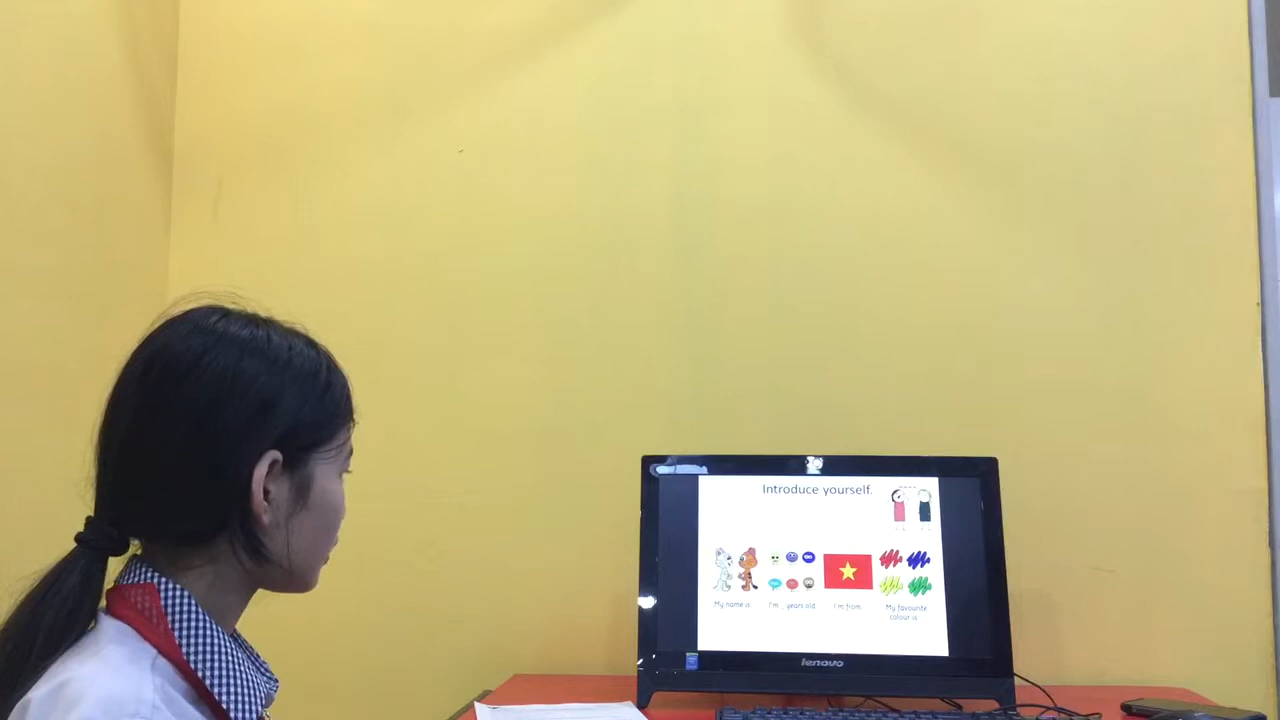 Introduce yourself.
My name is
I'm _ years old
I'm from
My favourite
colour is
lenovo